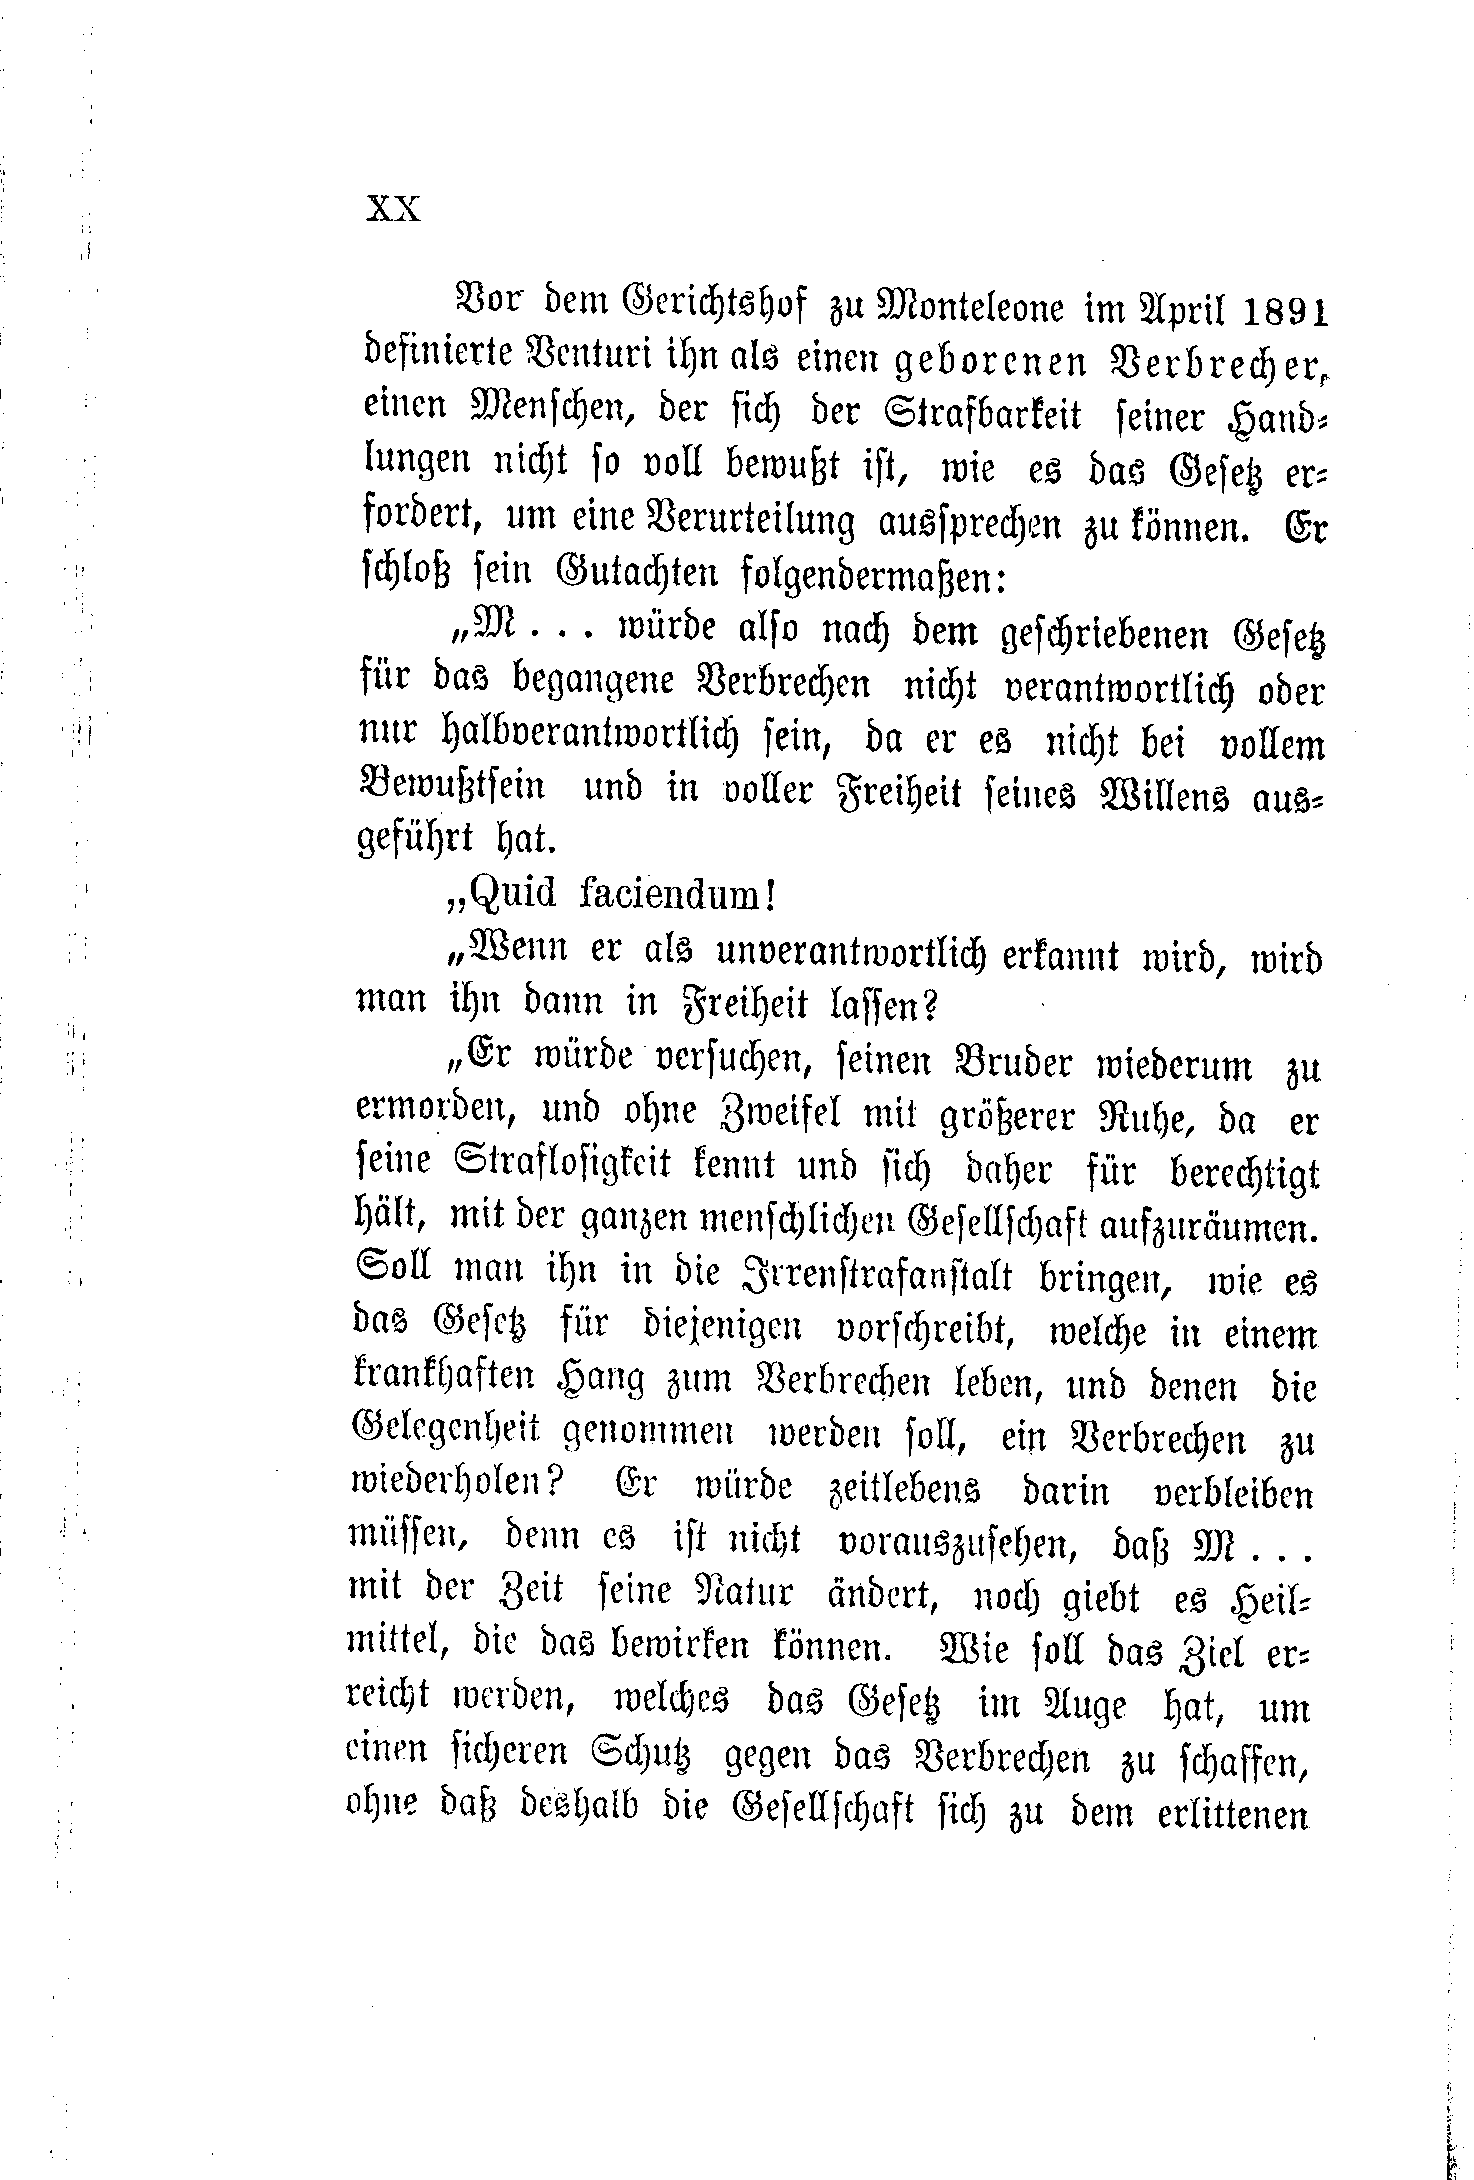 XX
Vor dem Gerichtshof zu Monteleone im April 1891
definierte Venturi ihn als einen geborenen Verbrecher,
einen Menschen, der sich der Strafbarkeit seiner Hand-
lungen nicht so voll bewußt ist, wie es das Gesetz er-
fordert, um eine Verurteilung aussprechen zu können. Er
schloß sein Gutachten folgendermaßen:
„M . . . würde also nach dem geschriebenen Gesetz
für das begangene Verbrechen nicht verantwortlich oder
nur halbverantwortlich sein, da er es nicht bei vollem
Bewußtsein und in voller Freiheit seines Willens aus-
geführt hat.
„Quid faciendum!
„Wenn er als unverantwortlich erkannt wird, wird
man ihn dann in Freiheit lassen?
„Er würde versuchen, seinen Bruder wiederum zu
ermorden, und ohne Zweifel mit größerer Ruhe, da er
seine Straflosigkeit kennt und sich daher für berechtigt
hält, mit der ganzen menschlichen Gesellschaft aufzuräumen.
Soll man ihn in die Irrenstrafanstalt bringen, wie es
das Gesetz für diejenigen vorschreibt, welche in einem
krankhaften Hang zum Verbrechen leben, und denen die
Gelegenheit genommen werden soll, ein Verbrechen zu
wiederholen? Er würde zeitlebens darin verbleiben
müssen, denn es ist nicht vorauszusehen, daß M . . .
mit der Zeit seine Natur ändert, noch giebt es Heil-
mittel, die das bewirken können. Wie soll das Ziel er-
reicht werden, welches das Gesetz im Auge hat, um
einen sicheren Schutz gegen das Verbrechen zu schaffen,
ohne daß deshalb die Gesellschaft sich zu dem erlittenen